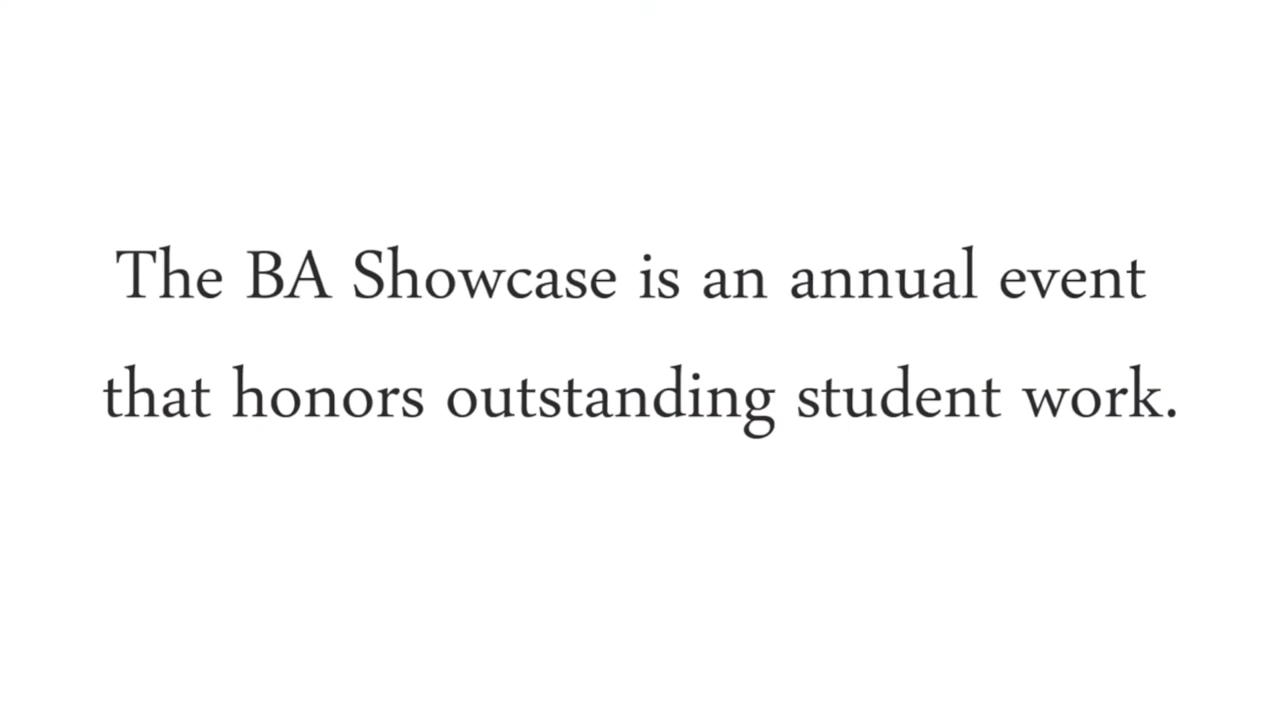 The BA Showcase is an annual event
that honors outstanding student work.